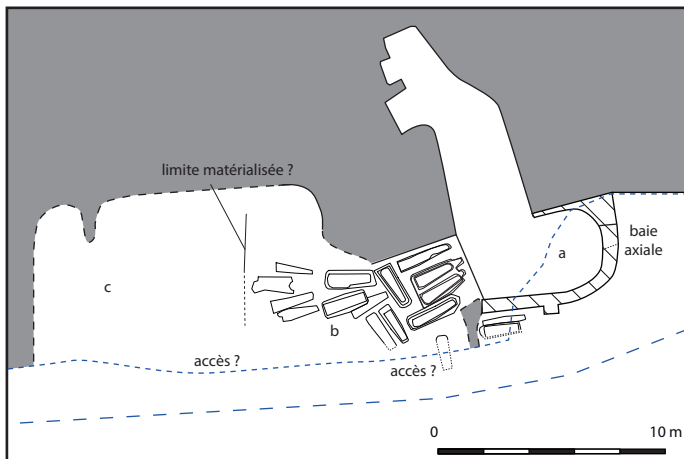 limite matérialisée ?
baie
axiale
a
c
b
accès ?
accès ?
0
10 m